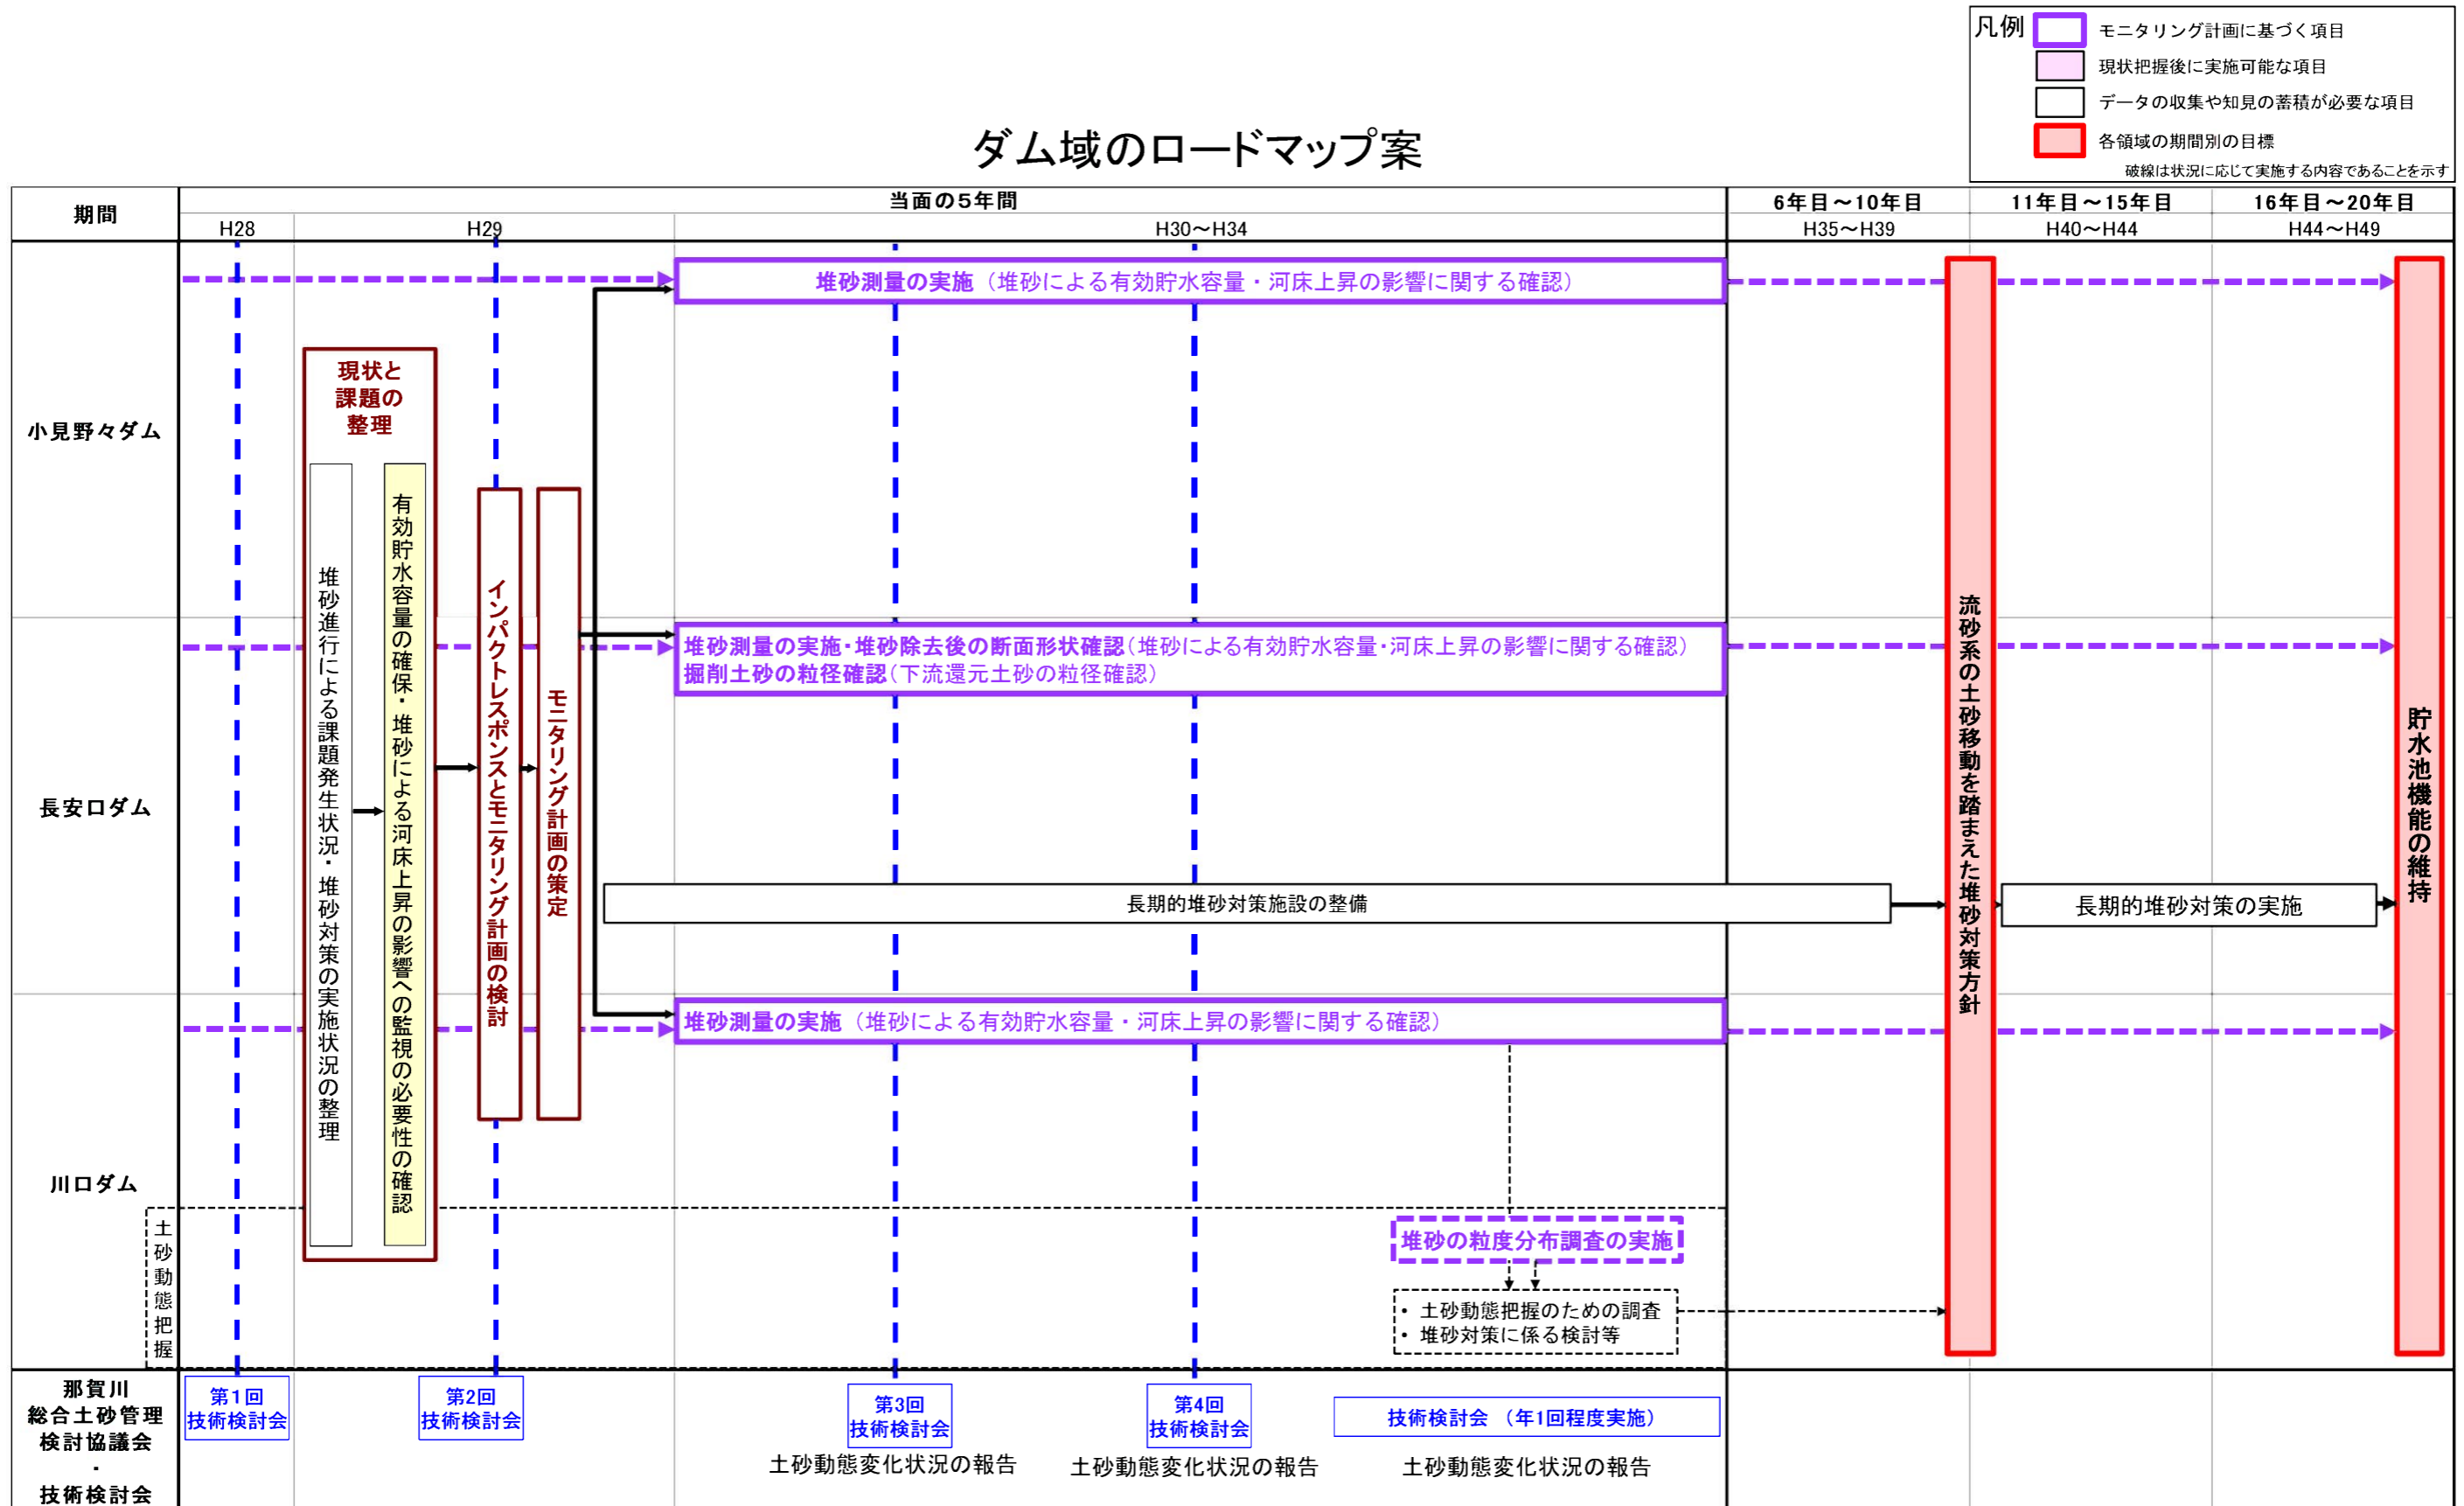 凡例
モニタリング計画に基づく項目
現状把握後に実施可能な項目
データの収集や知見の蓄積が必要な項目
各領域の期間別の目標
破線は状況に応じて実施する内容であることを示す
ダム域のロードマップ案
期間
当面の5年間
6年目～10年目
11年目～15年目
16年目～20年目
H28
H29
H30～H34
H35～H39
H40～H44
H44～H49
小見野々ダム
長安口ダム
川口ダム
土砂動態把握
現状と
課題の
整理
堆砂進行による課題発生状況・堆砂対策の実施状況の整理
有効貯水容量の確保・堆砂による河床上昇の影響への監視の必要性の確認
インパクトレスポンスとモニタリング計画の検討
モニタリング計画の策定
堆砂測量の実施（堆砂による有効貯水容量・河床上昇の影響に関する確認）
堆砂測量の実施・堆砂除去後の断面形状確認（堆砂による有効貯水容量・河床上昇の影響に関する確認）
掘削土砂の粒径確認（下流還元土砂の粒径確認）
長期的堆砂対策施設の整備
長期的堆砂対策の実施
堆砂測量の実施（堆砂による有効貯水容量・河床上昇の影響に関する確認）
堆砂の粒度分布調査の実施
・ 土砂動態把握のための調査
・ 堆砂対策に係る検討等
流砂系の土砂移動を踏まえた堆砂対策方針
貯水池機能の維持
那賀川
総合土砂管理
検討協議会
・
技術検討会
第1回
技術検討会
第2回
技術検討会
第3回
技術検討会
土砂動態変化状況の報告
第4回
技術検討会
土砂動態変化状況の報告
技術検討会 （年1回程度実施）
土砂動態変化状況の報告